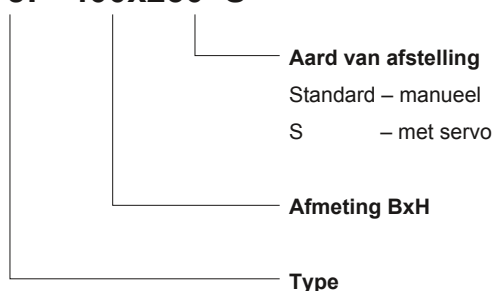 Aard van afstelling
Standard – manueel
S – met servo
Afmeting BxH
Type